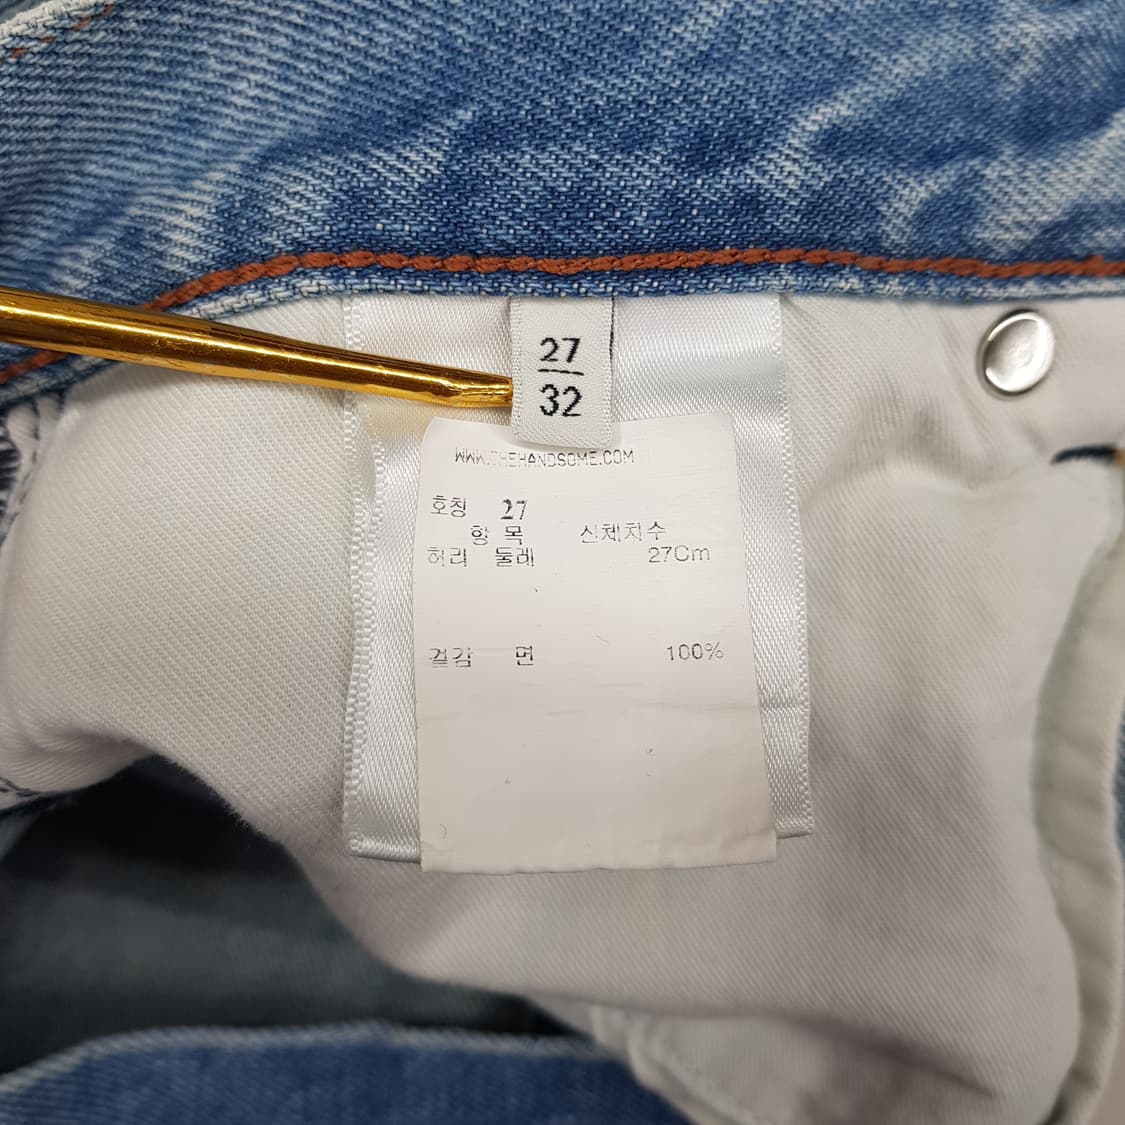 27
32
WWW.THEHANDSOME.COM
호칭 27
항 목 신체치수
허리 둘레 27Cm
겉감 면 100%